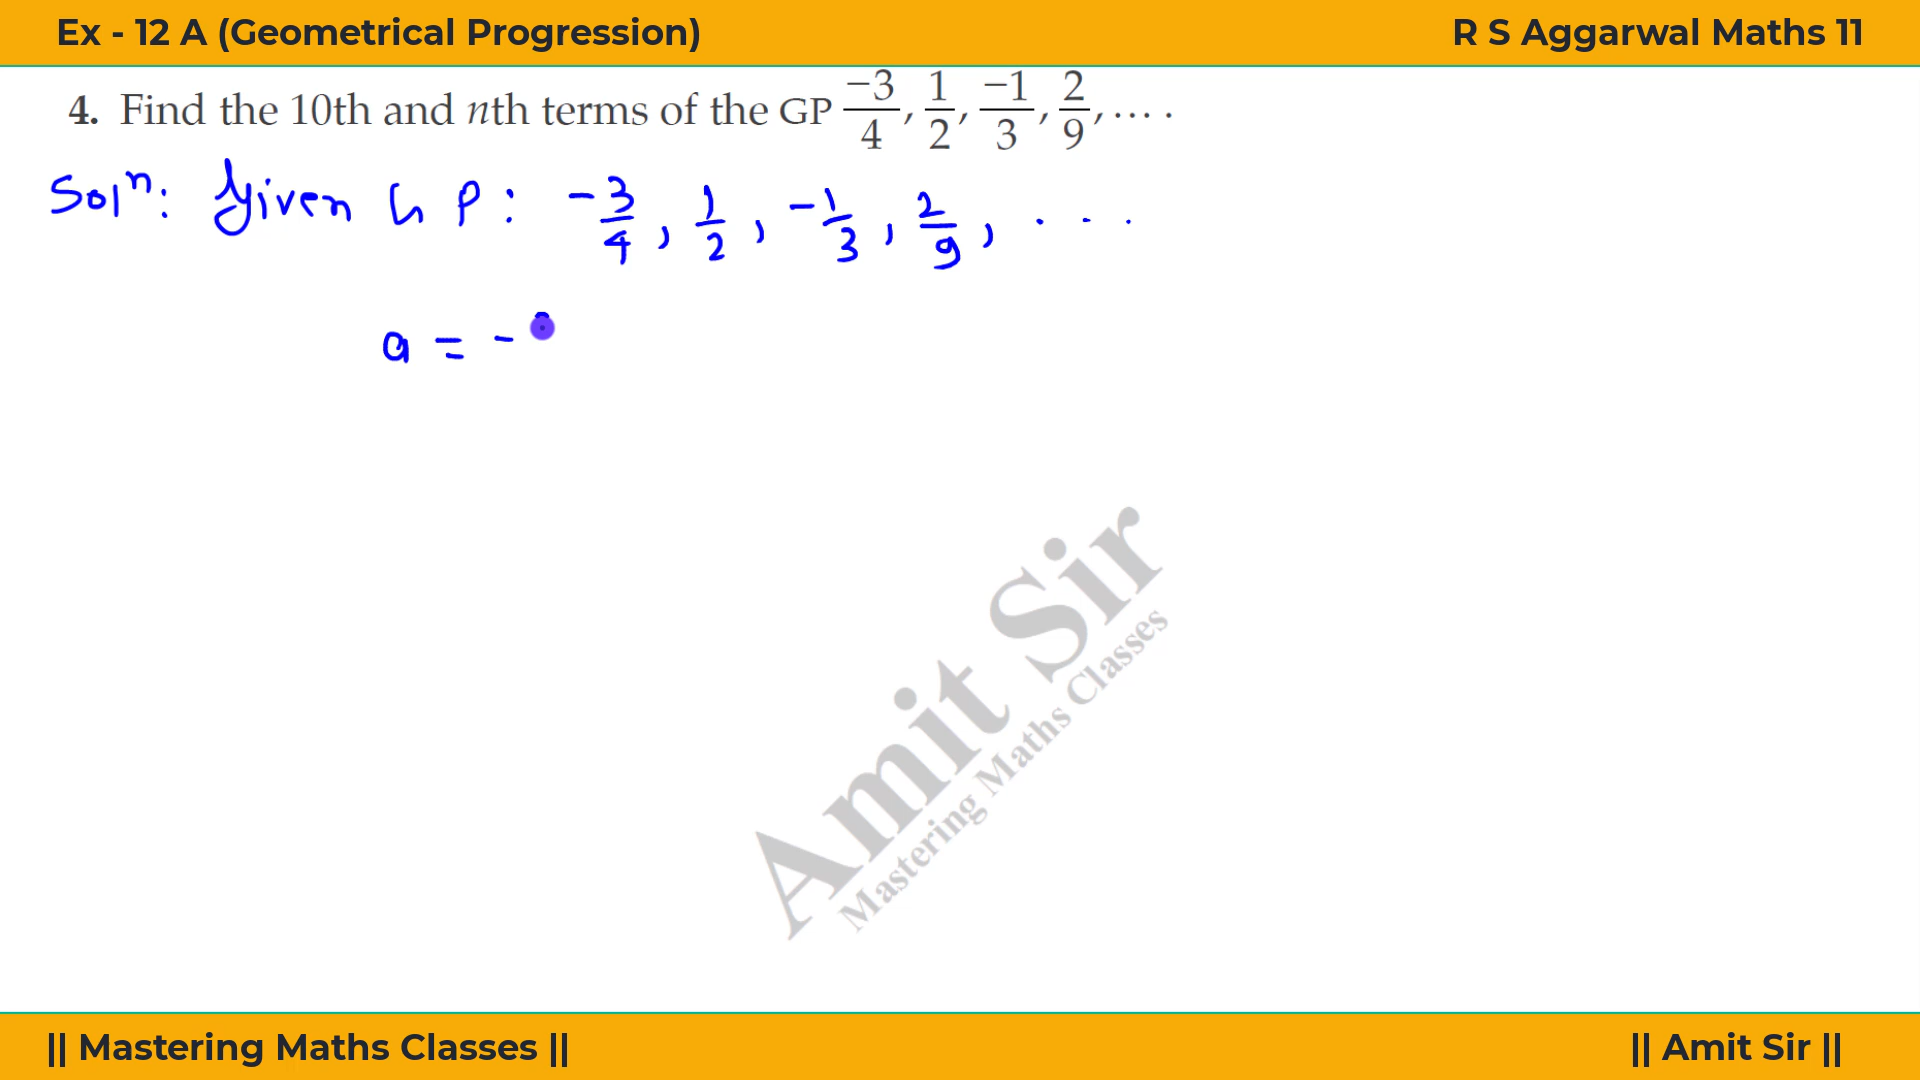 Ex - 12 A (Geometrical Progression)
R S Aggarwal Maths 11
4. Find the 10th and nth terms of the GP -3/4, 1/2, -1/3, 2/9, ... .
Solⁿ: Given G P : -3/4, 1/2, -1/3, 2/9, . . .
a = -
Amit Sir
Mastering Maths Classes
|| Mastering Maths Classes ||
|| Amit Sir ||